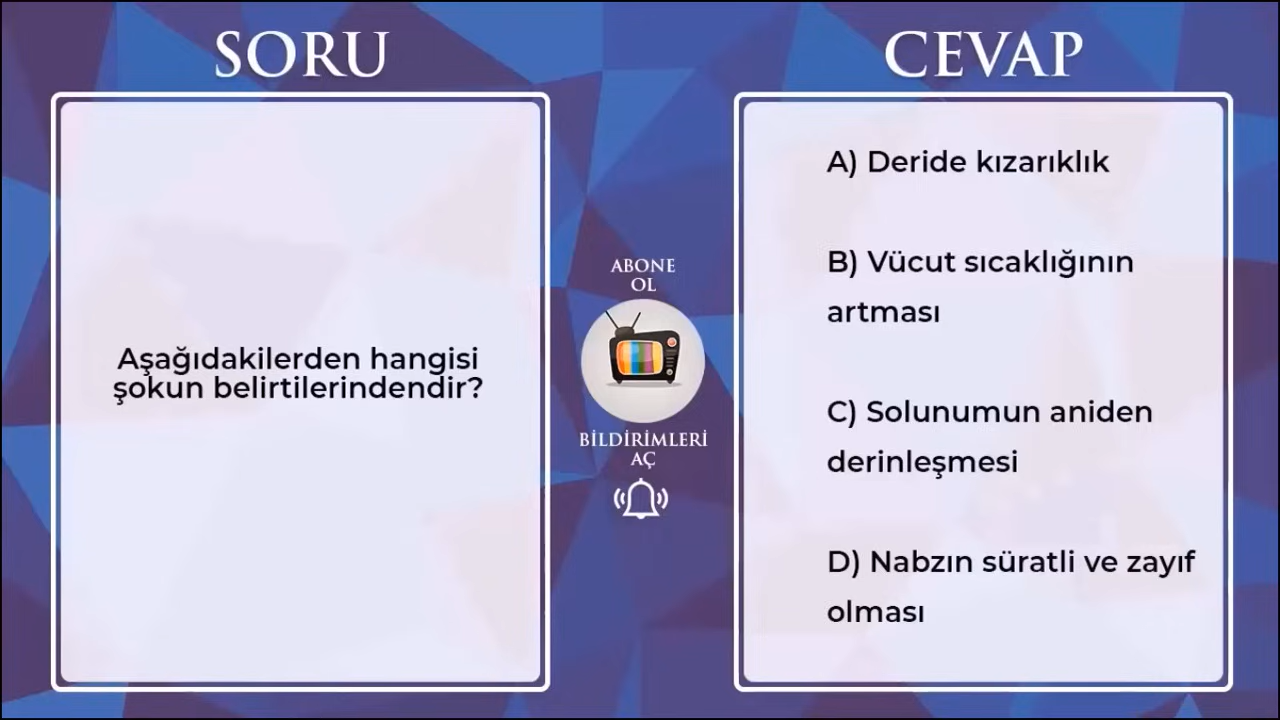 SORU
Aşağıdakilerden hangisi
şokun belirtilerindendir?
ABONE
OL
BİLDİRİMLERİ
AÇ
CEVAP
A) Deride kızarıklık
B) Vücut sıcaklığının
artması
C) Solunumun aniden
derinleşmesi
D) Nabzın süratli ve zayıf
olması